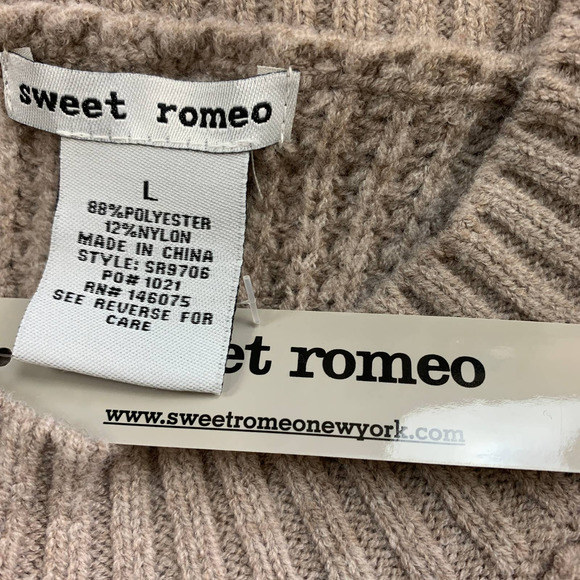 sweet romeo
L
88%POLYESTER
12%NYLON
MADE IN CHINA
STYLE: SR9706
PO# 1021
RN# 146075
SEE REVERSE FOR
CARE
et romeo
www.sweetromeonewyork.com